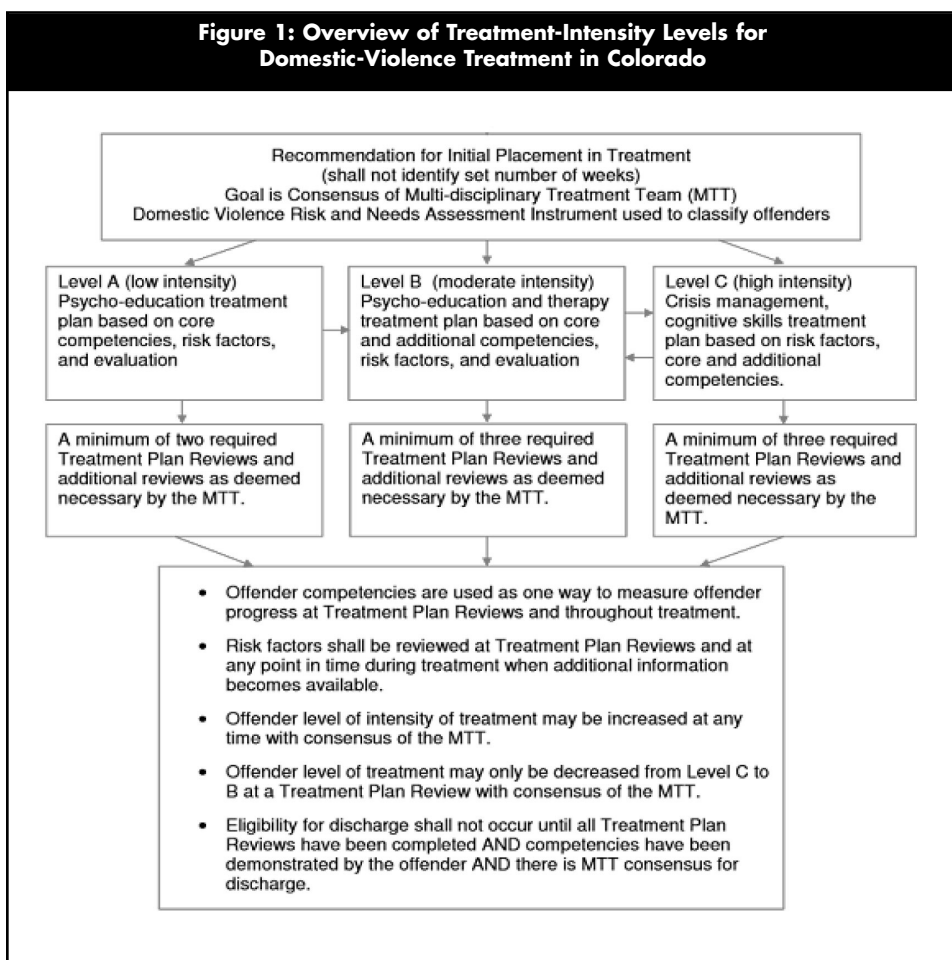 Figure 1: Overview of Treatment-Intensity Levels for
Domestic-Violence Treatment in Colorado
Recommendation for Initial Placement in Treatment
(shall not identify set number of weeks)
Goal is Consensus of Multi-disciplinary Treatment Team (MTT)
Domestic Violence Risk and Needs Assessment Instrument used to classify offenders
Level A (low intensity)
Psycho-education treatment
plan based on core
competencies, risk factors,
and evaluation
Level B (moderate intensity)
Psycho-education and therapy
treatment plan based on core
and additional competencies,
risk factors, and evaluation
Level C (high intensity)
Crisis management,
cognitive skills treatment
plan based on risk factors,
core and additional
competencies.
A minimum of two required
Treatment Plan Reviews and
additional reviews as deemed
necessary by the MTT.
A minimum of three required
Treatment Plan Reviews and
additional reviews as deemed
necessary by the MTT.
A minimum of three required
Treatment Plan Reviews and
additional reviews as
deemed necessary by the
MTT.
• Offender competencies are used as one way to measure offender
progress at Treatment Plan Reviews and throughout treatment.
• Risk factors shall be reviewed at Treatment Plan Reviews and at
any point in time during treatment when additional information
becomes available.
• Offender level of intensity of treatment may be increased at any
time with consensus of the MTT.
• Offender level of treatment may only be decreased from Level C to
B at a Treatment Plan Review with consensus of the MTT.
• Eligibility for discharge shall not occur until all Treatment Plan
Reviews have been completed AND competencies have been
demonstrated by the offender AND there is MTT consensus for
discharge.